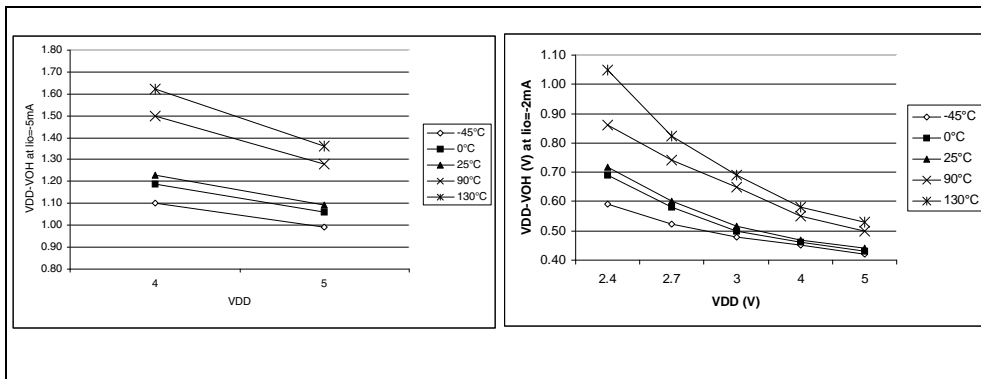 VDD-VOH at Iio=-5mA
1.80
1.70
1.60
1.50
1.40
1.30
1.20
1.10
1.00
0.90
0.80
4
5
VDD
-45°C
0°C
25°C
90°C
130°C
VDD-VOH (V) at Iio=-2mA
1.10
1.00
0.90
0.80
0.70
0.60
0.50
0.40
2.4
2.7
3
4
5
VDD (V)
-45°C
0°C
25°C
90°C
130°C